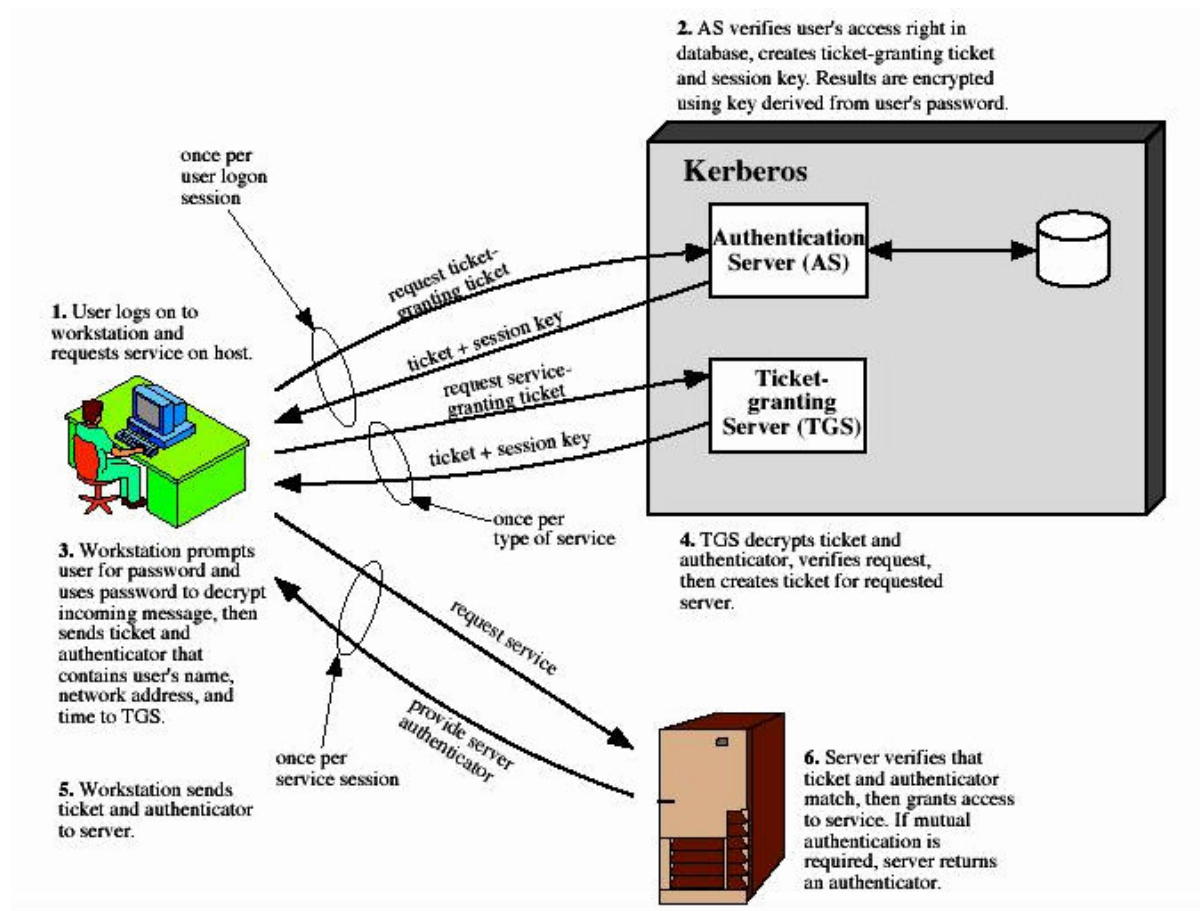 2. AS verifies user's access right in
database, creates ticket-granting ticket
and session key. Results are encrypted
using key derived from user's password.
once per
user logon
session
Kerberos
Authentication
Server (AS)
request ticket-
granting ticket
1. User logs on to
workstation and
requests service on host.
ticket + session key
request service-
granting ticket
Ticket-
granting
Server (TGS)
ticket + session key
once per
type of service
3. Workstation prompts
user for password and
uses password to decrypt
incoming message, then
sends ticket and
authenticator that
contains user's name,
network address, and
time to TGS.
4. TGS decrypts ticket and
authenticator, verifies request,
then creates ticket for requested
server.
request service
provide server
authenticator
once per
service session
5. Workstation sends
ticket and authenticator
to server.
6. Server verifies that
ticket and authenticator
match, then grants access
to service. If mutual
authentication is
required, server returns
an authenticator.